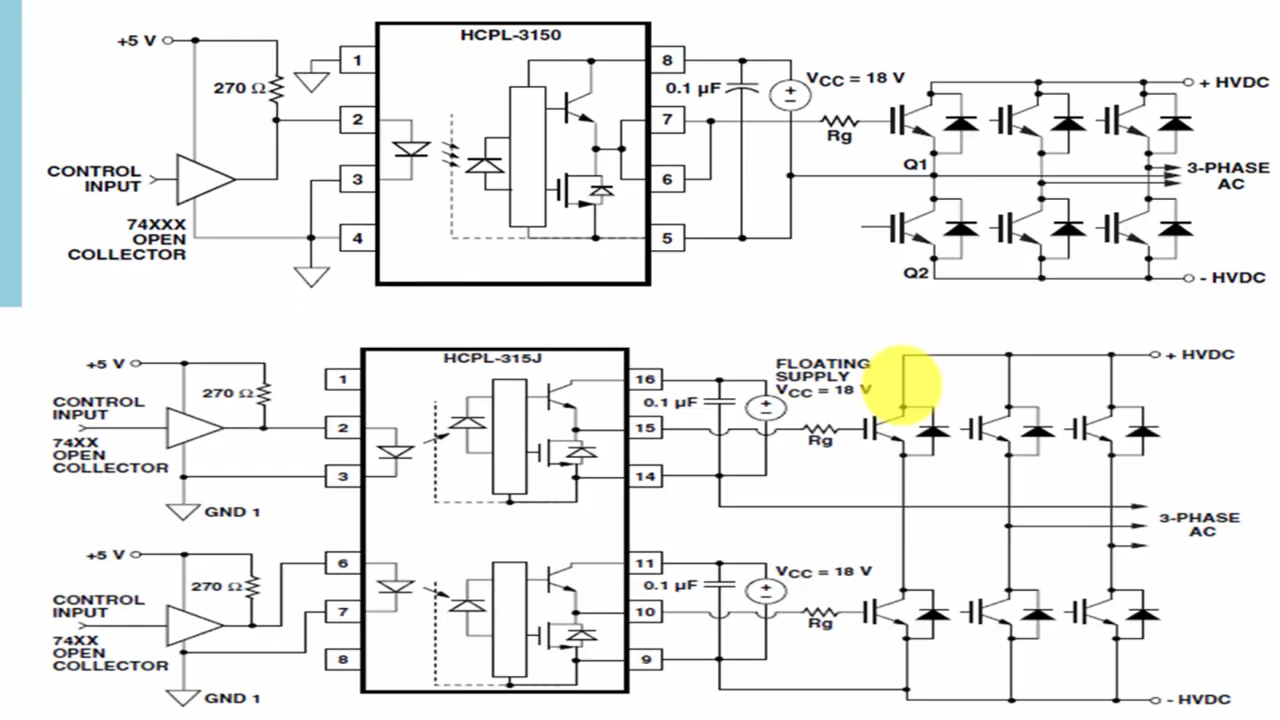 HCPL-3150
+5 V
270 Ω
1
2
3
4
8
7
6
5
0.1 µF
VCC = 18 V
Rg
+ HVDC
Q1
3-PHASE
AC
Q2
- HVDC
CONTROL
INPUT
74XXX
OPEN
COLLECTOR
HCPL-315J
+5 V
270 Ω
CONTROL
INPUT
74XX
OPEN
COLLECTOR
GND 1
1
2
3
16
15
14
0.1 µF
FLOATING
SUPPLY
VCC = 18 V
Rg
+ HVDC
3-PHASE
AC
+5 V
270 Ω
CONTROL
INPUT
74XX
OPEN
COLLECTOR
GND 1
6
7
8
11
10
9
0.1 µF
VCC = 18 V
Rg
- HVDC